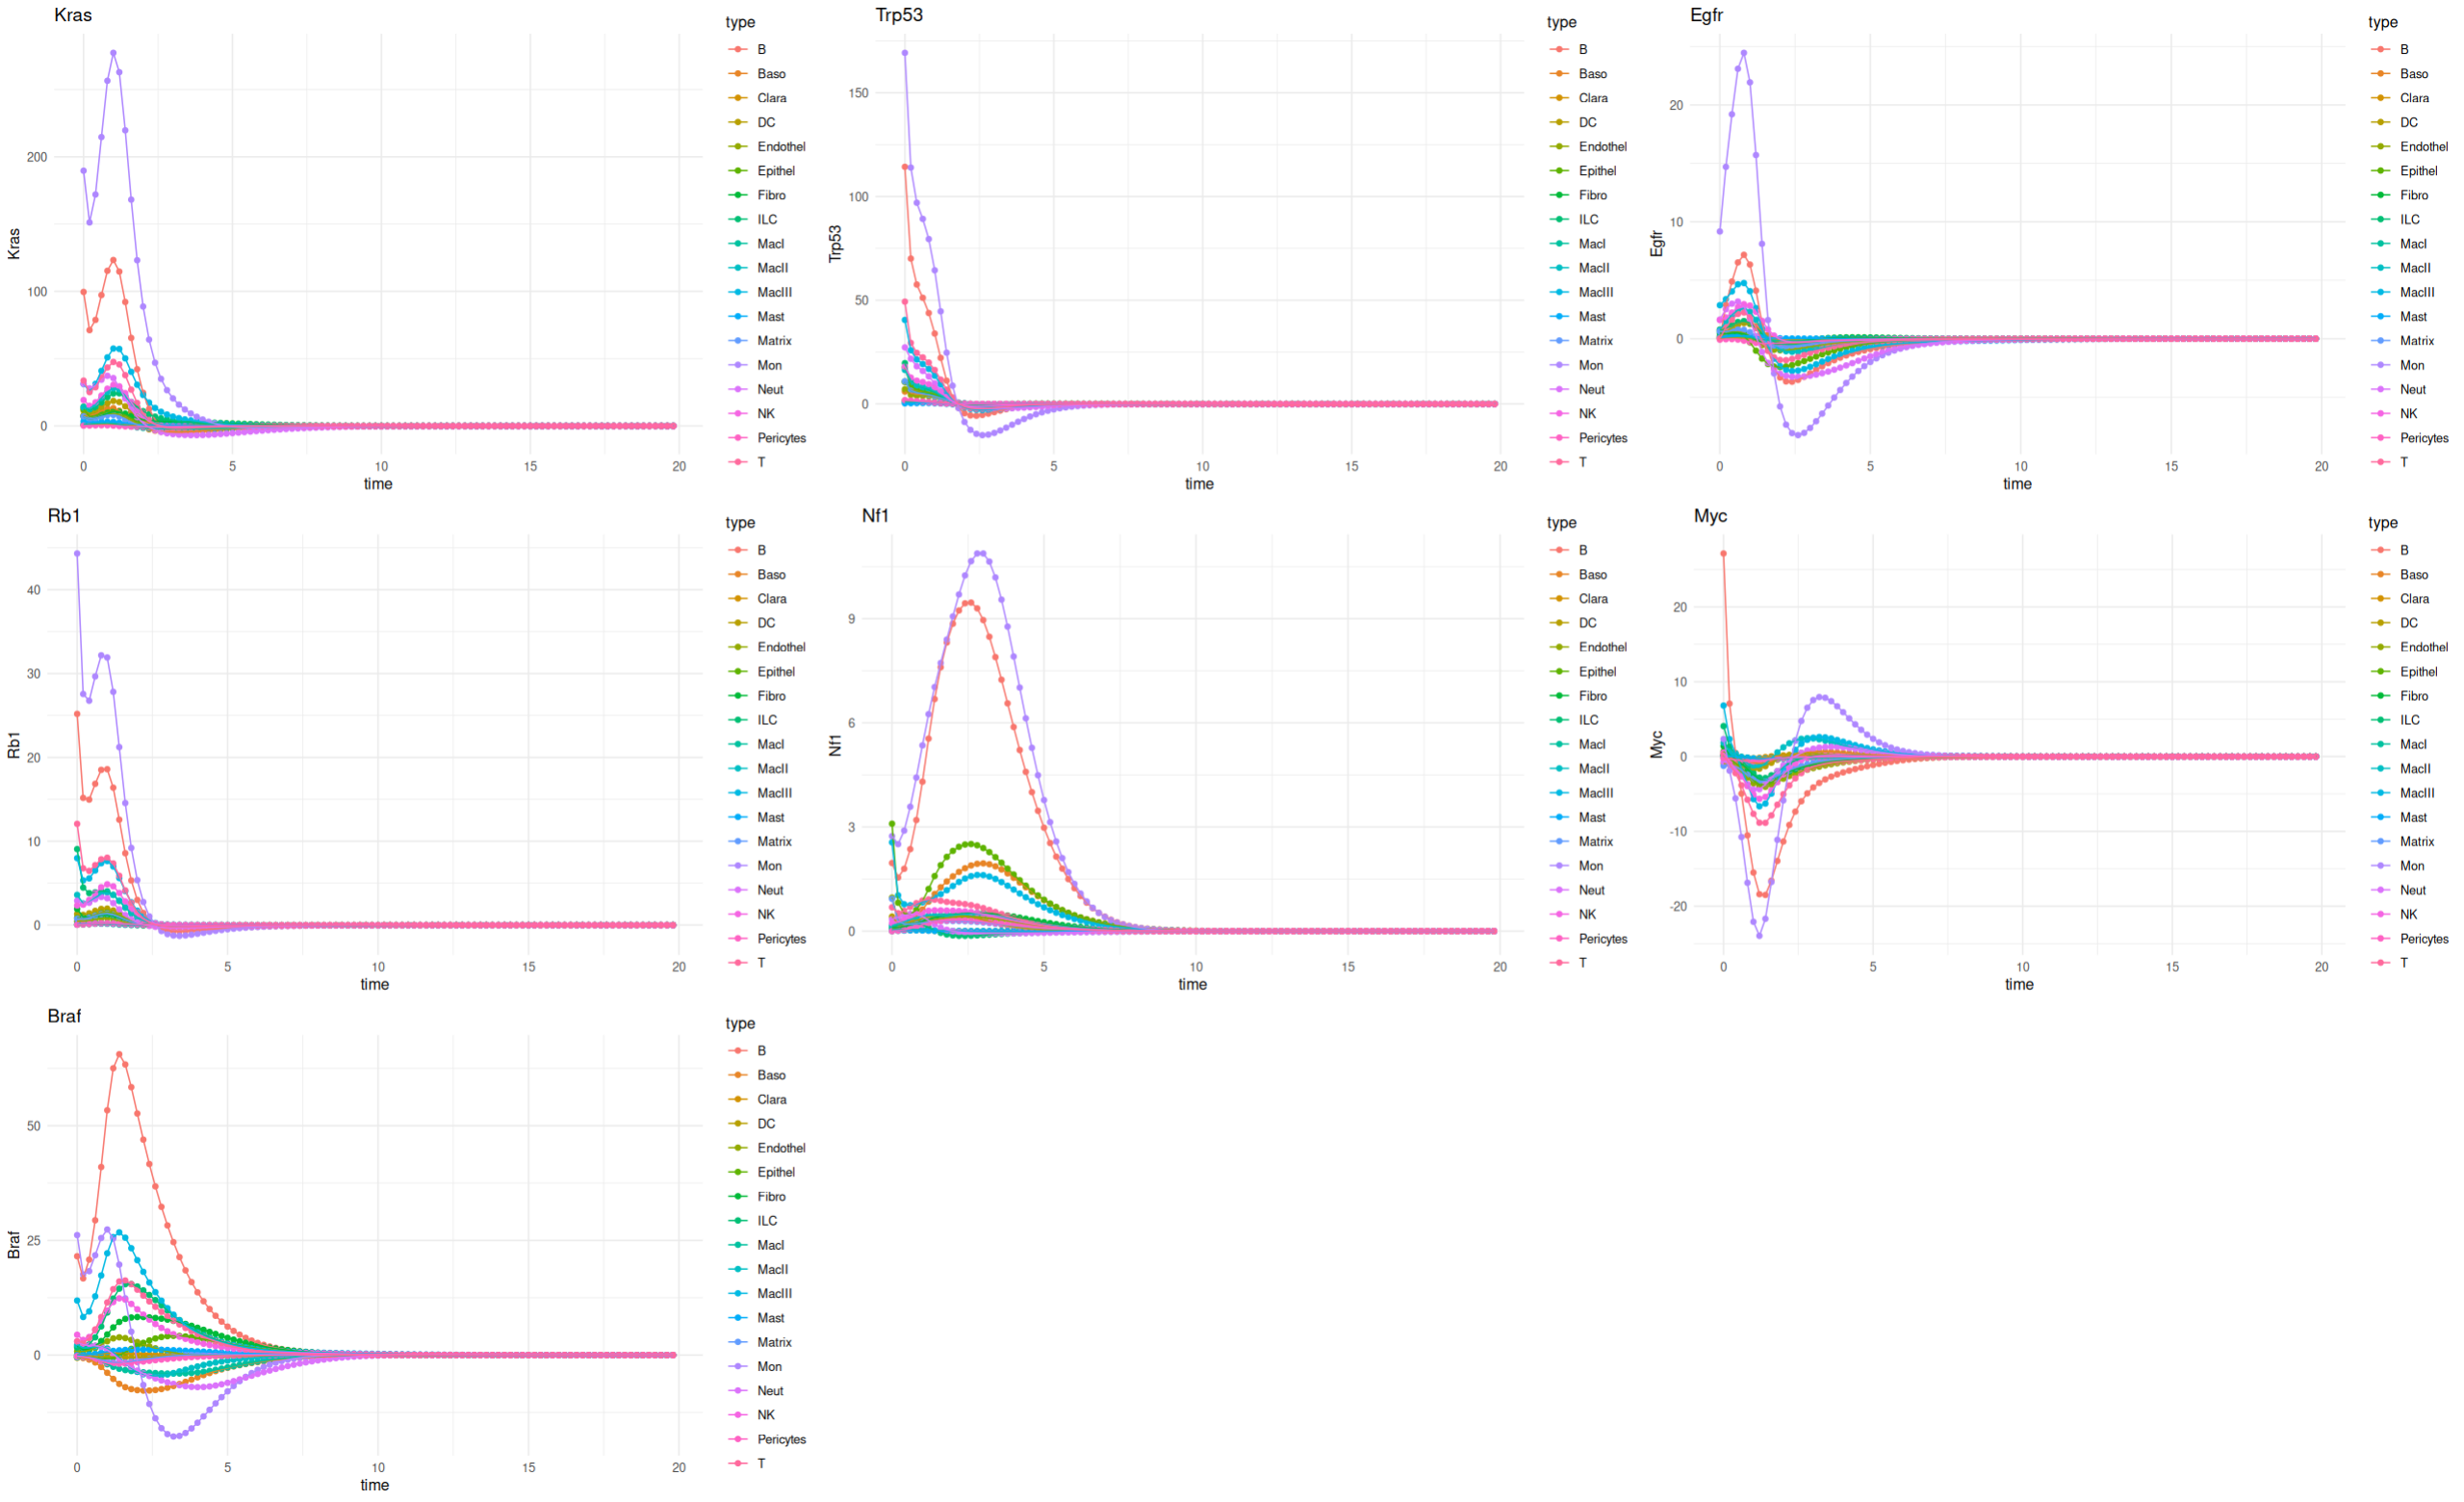 Kras
type
B
Baso
Clara
DC
Endothel
Epithel
Fibro
ILC
MacI
MacII
MacIII
Mast
Matrix
Mon
Neut
NK
Pericytes
T
Kras
200
100
0
0 5 10 15 20
time
Trp53
type
B
Baso
Clara
DC
Endothel
Epithel
Fibro
ILC
MacI
MacII
MacIII
Mast
Matrix
Mon
Neut
NK
Pericytes
T
Trp53
150
100
50
0
0 5 10 15 20
time
Egfr
type
B
Baso
Clara
DC
Endothel
Epithel
Fibro
ILC
MacI
MacII
MacIII
Mast
Matrix
Mon
Neut
NK
Pericytes
T
Egfr
20
10
0
0 5 10 15 20
time
Rb1
type
B
Baso
Clara
DC
Endothel
Epithel
Fibro
ILC
MacI
MacII
MacIII
Mast
Matrix
Mon
Neut
NK
Pericytes
T
Rb1
40
30
20
10
0
0 5 10 15 20
time
Nf1
type
B
Baso
Clara
DC
Endothel
Epithel
Fibro
ILC
MacI
MacII
MacIII
Mast
Matrix
Mon
Neut
NK
Pericytes
T
Nf1
9
6
3
0
0 5 10 15 20
time
Myc
type
B
Baso
Clara
DC
Endothel
Epithel
Fibro
ILC
MacI
MacII
MacIII
Mast
Matrix
Mon
Neut
NK
Pericytes
T
Myc
20
10
0
-10
-20
0 5 10 15 20
time
Braf
type
B
Baso
Clara
DC
Endothel
Epithel
Fibro
ILC
MacI
MacII
MacIII
Mast
Matrix
Mon
Neut
NK
Pericytes
T
Braf
50
25
0
0 5 10 15 20
time